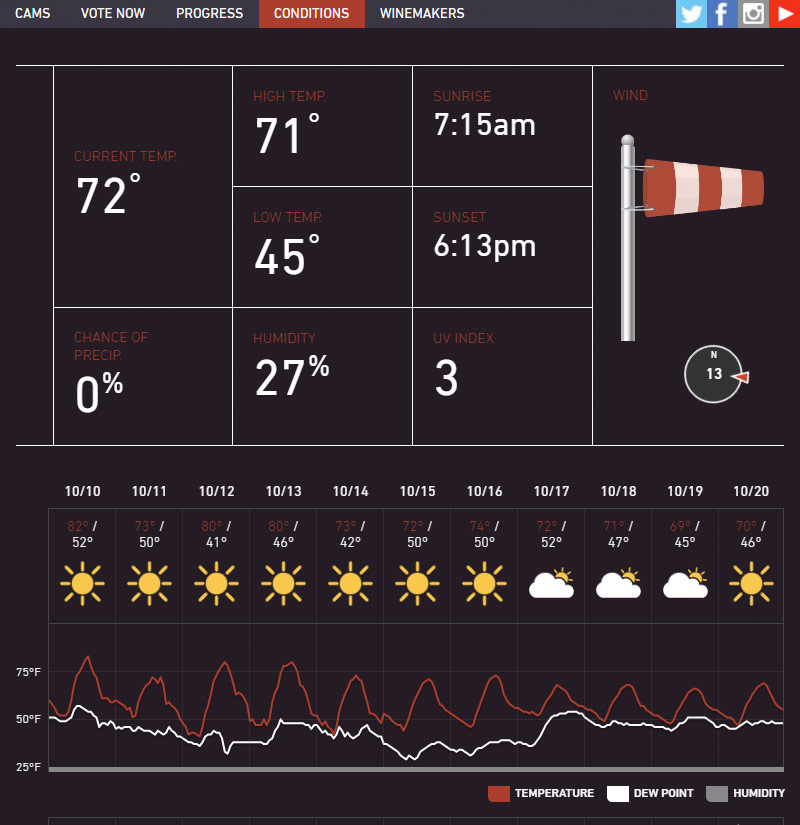 CAMS VOTE NOW PROGRESS CONDITIONS WINEMAKERS
CURRENT TEMP.
72°
HIGH TEMP.
71°
SUNRISE
7:15am
WIND
LOW TEMP.
45°
SUNSET
6:13pm
CHANCE OF
PRECIP.
0%
HUMIDITY
27%
UV INDEX
3
N
13
10/10 10/11 10/12 10/13 10/14 10/15 10/16 10/17 10/18 10/19 10/20
82° / 73° / 80° / 80° / 73° / 72° / 74° / 72° / 71° / 69° / 70° /
52° 50° 41° 46° 42° 50° 50° 52° 47° 45° 46°
75°F
50°F
25°F
TEMPERATURE DEW POINT HUMIDITY